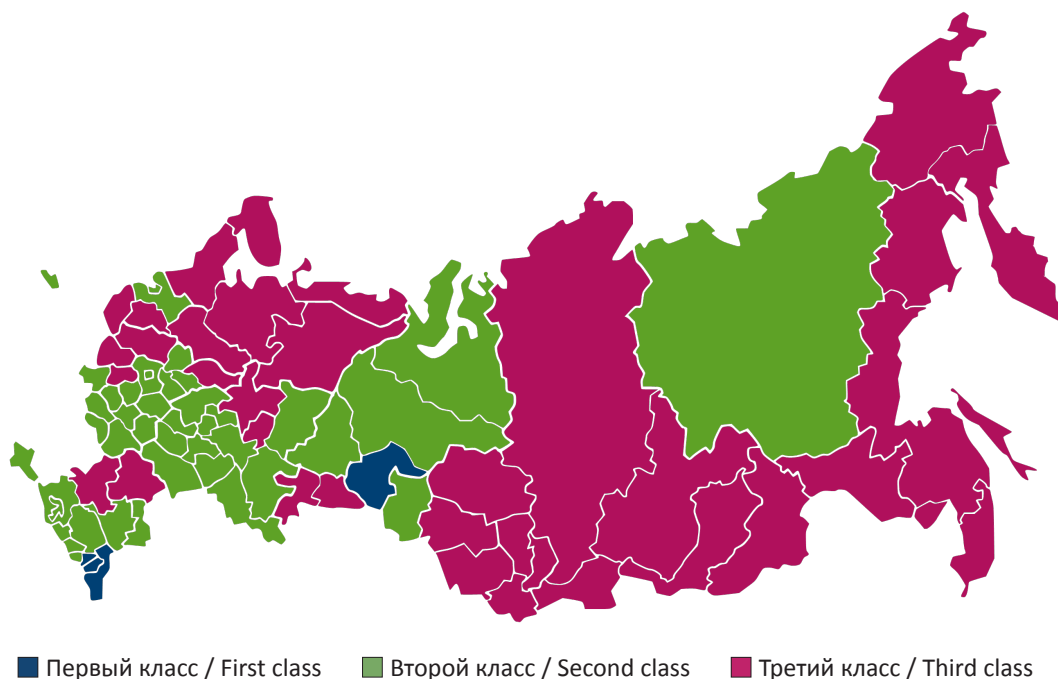 Первый класс / First class
Второй класс / Second class
Третий класс / Third class